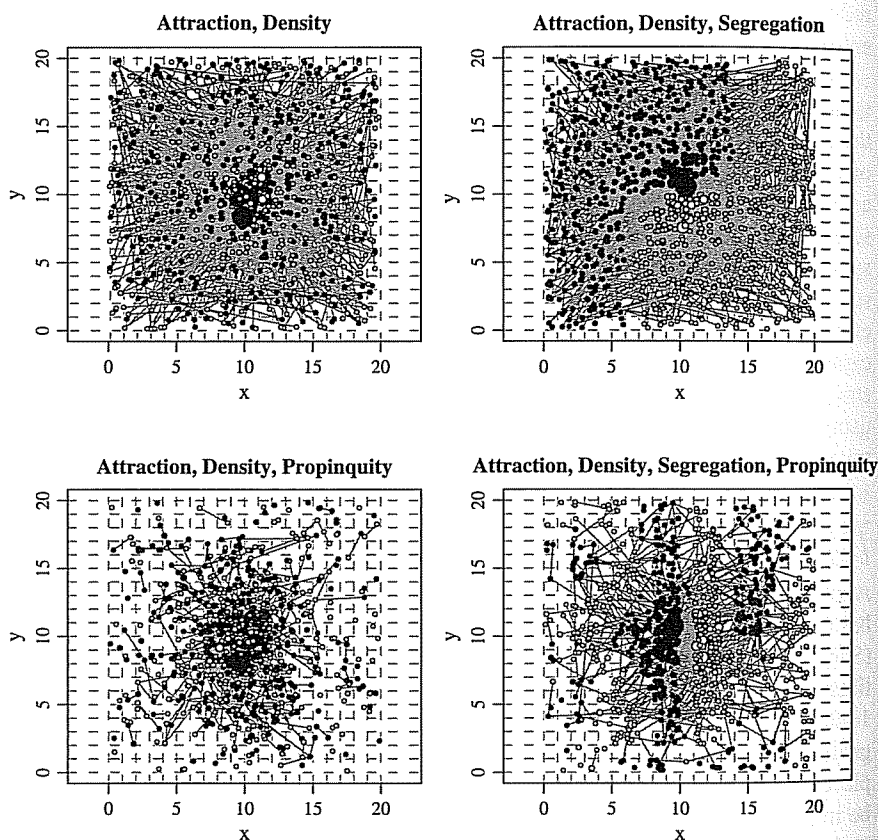 Attraction, Density
20
15
10
5
0
y
0 5 10 15 20
x
Attraction, Density, Segregation
20
15
10
5
0
y
0 5 10 15 20
x
Attraction, Density, Propinquity
20
15
10
5
0
y
0 5 10 15 20
x
Attraction, Density, Segregation, Propinquity
20
15
10
5
0
y
0 5 10 15 20
x